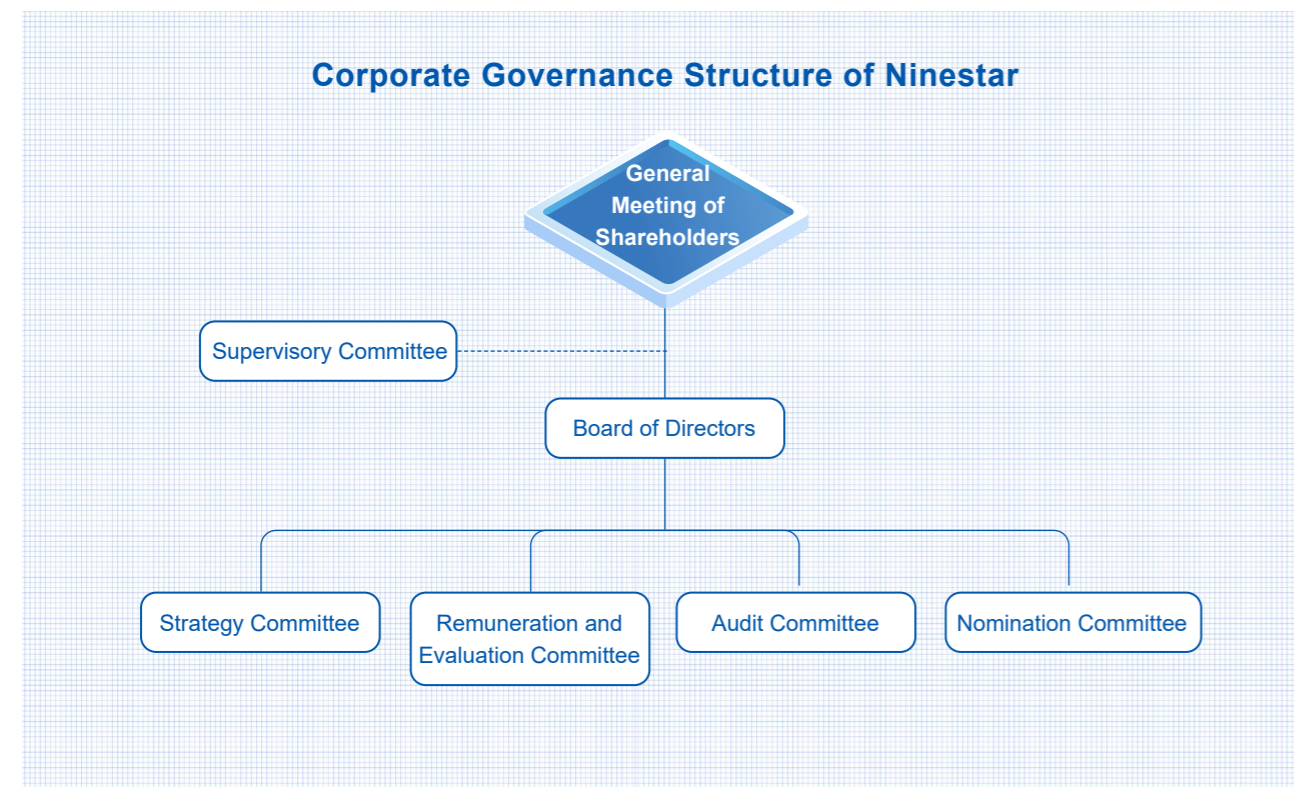 Corporate Governance Structure of Ninestar
General
Meeting of
Shareholders
Supervisory Committee
Board of Directors
Strategy Committee
Remuneration and
Evaluation Committee
Audit Committee
Nomination Committee